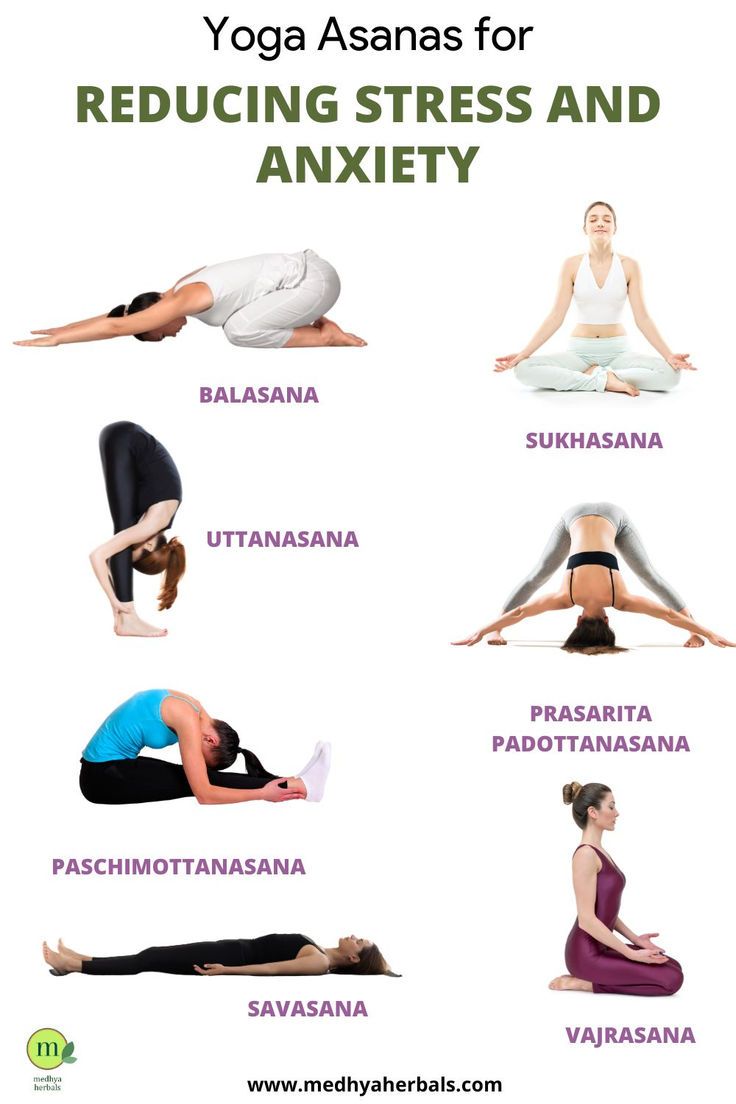 Yoga Asanas for
REDUCING STRESS AND
ANXIETY
BALASANA
SUKHASANA
UTTANASANA
PRASARITA
PADOTTANASANA
PASCHIMOTTANASANA
SAVASANA
VAJRASANA
m
medhya
herbals
www.medhyaherbals.com